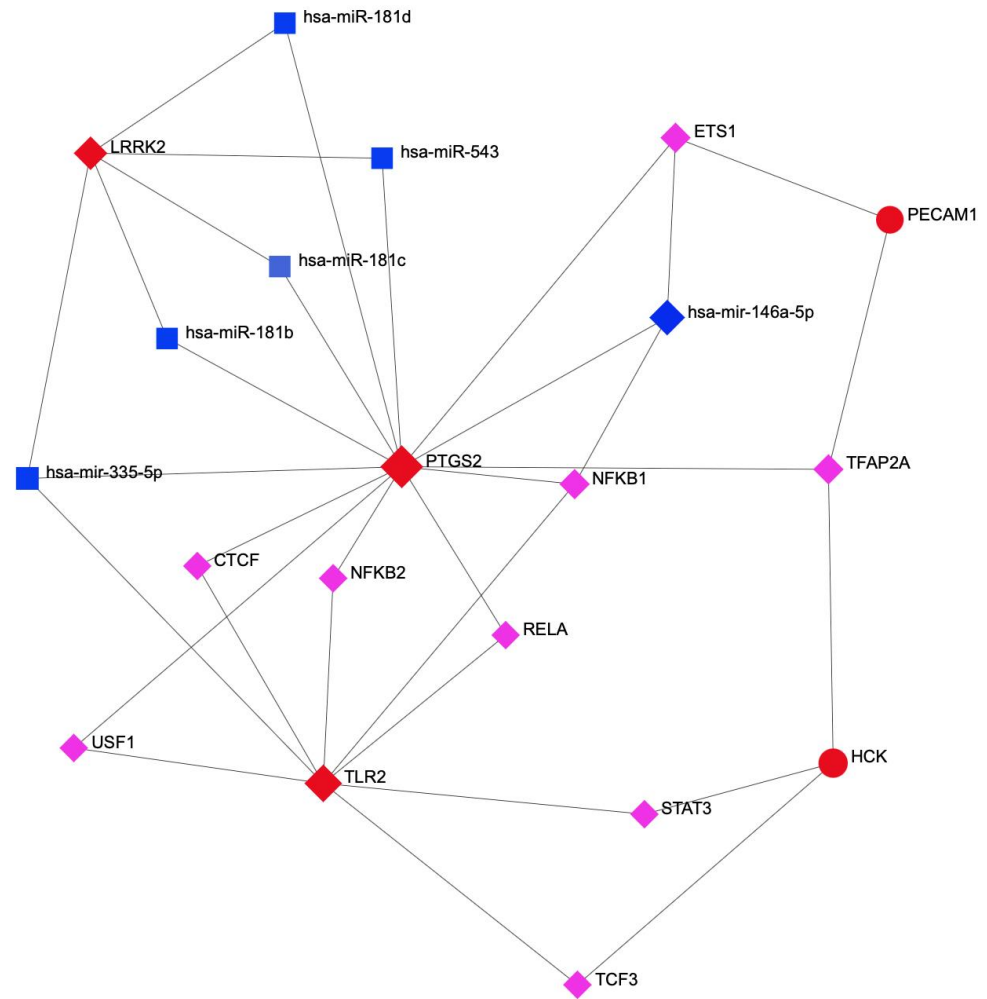 hsa-miR-181d
ETS1
LRRK2
hsa-miR-543
PECAM1
hsa-miR-181c
hsa-mir-146a-5p
hsa-miR-181b
PTGS2
TFAP2A
hsa-mir-335-5p
NFKB1
CTCF
NFKB2
RELA
USF1
HCK
TLR2
STAT3
TCF3